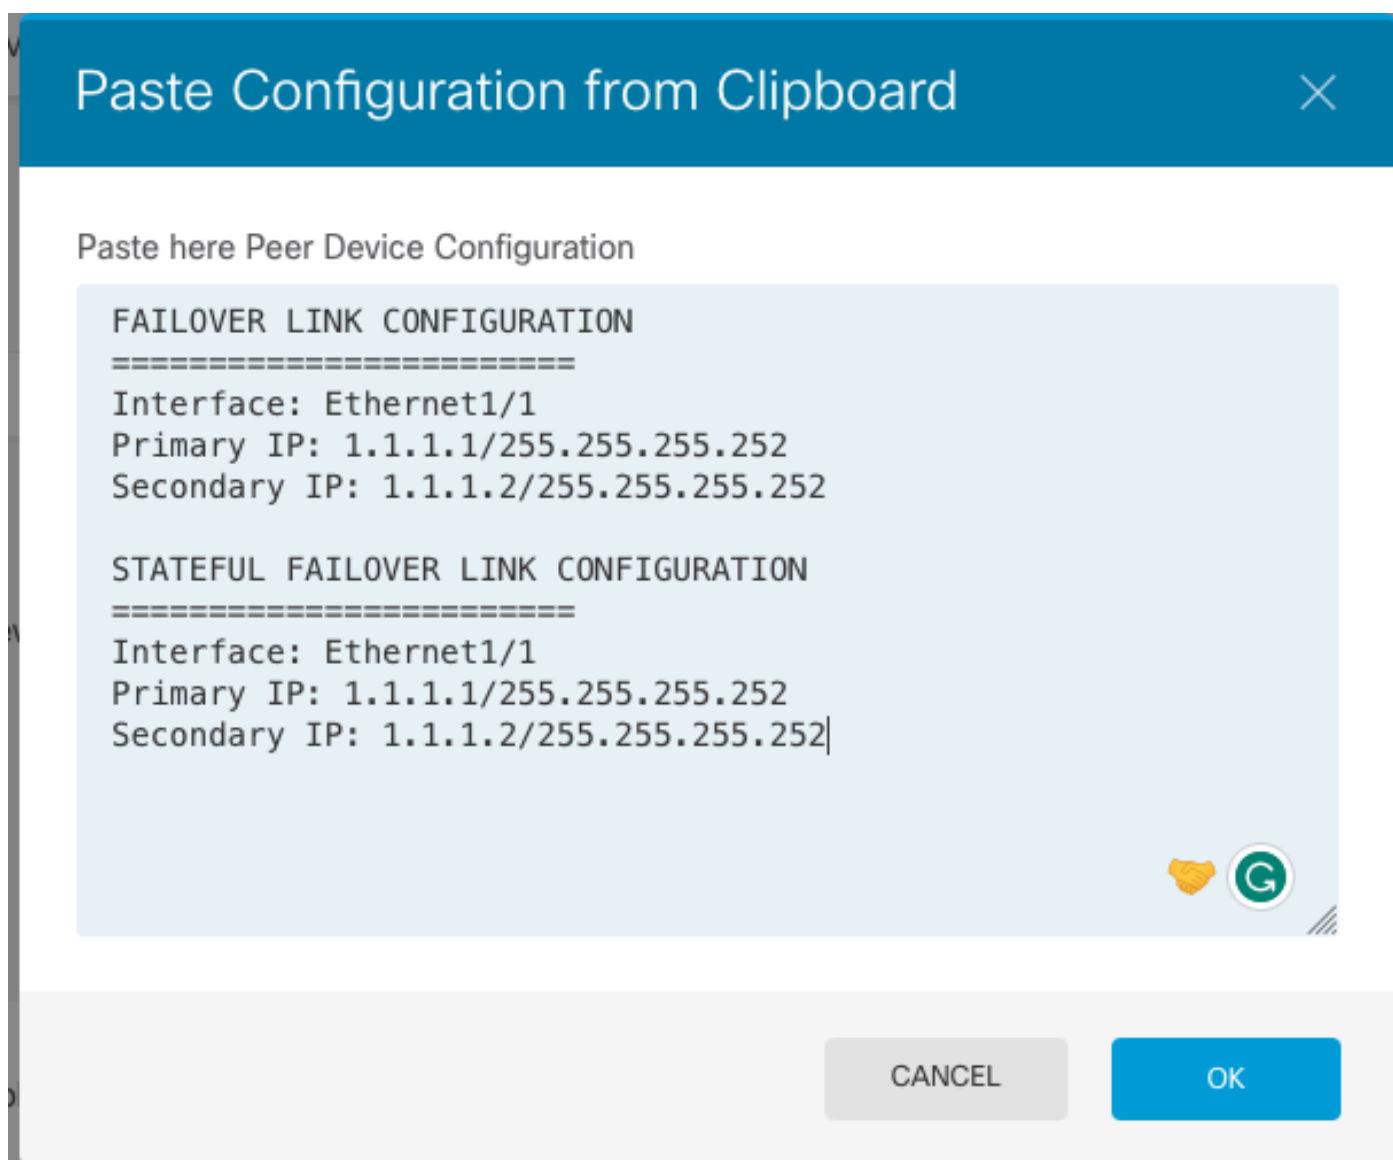 Paste Configuration from Clipboard
Paste here Peer Device Configuration
FAILOVER LINK CONFIGURATION
========================
Interface: Ethernet1/1
Primary IP: 1.1.1.1/255.255.255.252
Secondary IP: 1.1.1.2/255.255.255.252
STATEFUL FAILOVER LINK CONFIGURATION
========================
Interface: Ethernet1/1
Primary IP: 1.1.1.1/255.255.255.252
Secondary IP: 1.1.1.2/255.255.255.252
CANCEL
OK